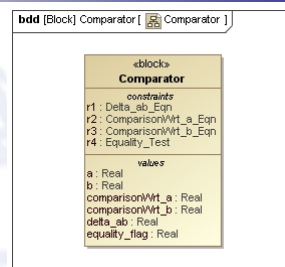 bdd [Block] Comparator [ Comparator ]
«block»
Comparator
constraints
r1 : Delta_ab_Eqn
r2 : ComparisonWrt_a_Eqn
r3 : ComparisonWrt_b_Eqn
r4 : Equality_Test
values
a : Real
b : Real
comparisonWrt_a : Real
comparisonWrt_b : Real
delta_ab : Real
equality_flag : Real